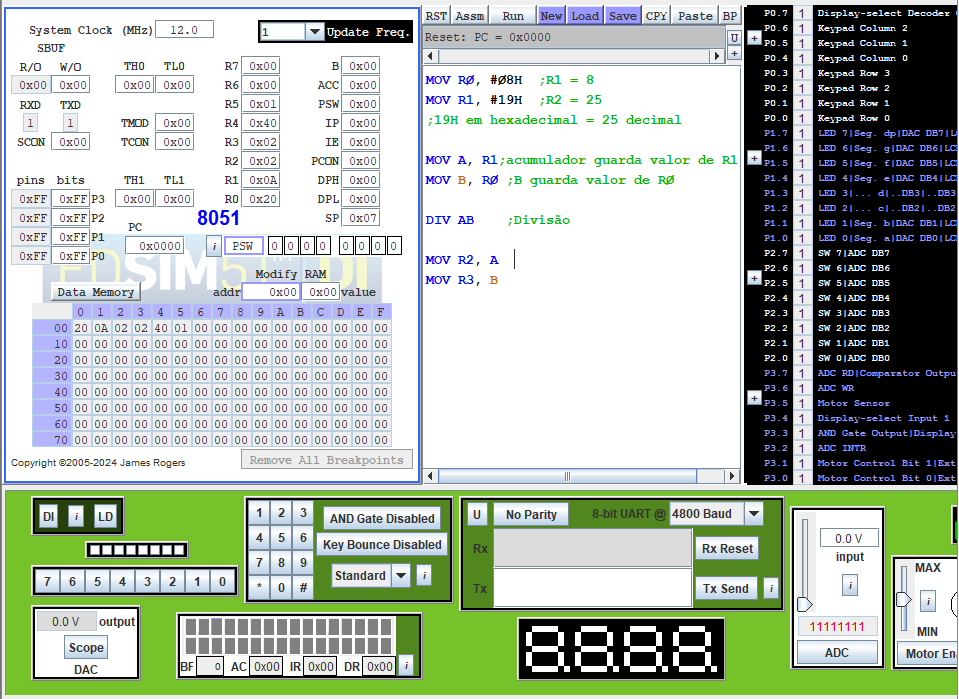 System Clock (MHz) 12.0 1 Update Freq.
SBUF
R/O W/O TH0 TL0 R7 0x00 B 0x00
0x00 0x00 0x00 0x00 R6 0x00 ACC 0x00
RXD TXD R5 0x01 PSW 0x00
1 1 TMOD 0x00 R4 0x40 IP 0x00
SCON 0x00 TCON 0x00 R3 0x02 IE 0x00
R2 0x02 PCON 0x00
pins bits TH1 TL1 R1 0x0A DPH 0x00
0xFF 0xFF P3 0x00 0x00 R0 0x20 DPL 0x00
0xFF 0xFF P2 8051 SP 0x07
0xFF 0xFF P1 PC
0xFF 0xFF P0 0x0000 i PSW 0 0 0 0 0 0 0 0
Modify RAM
Data Memory addr 0x00 0x00 value
0 1 2 3 4 5 6 7 8 9 A B C D E F
00 20 0A 02 02 40 01 00 00 00 00 00 00 00 00 00 00
10 00 00 00 00 00 00 00 00 00 00 00 00 00 00 00 00
20 00 00 00 00 00 00 00 00 00 00 00 00 00 00 00 00
30 00 00 00 00 00 00 00 00 00 00 00 00 00 00 00 00
40 00 00 00 00 00 00 00 00 00 00 00 00 00 00 00 00
50 00 00 00 00 00 00 00 00 00 00 00 00 00 00 00 00
60 00 00 00 00 00 00 00 00 00 00 00 00 00 00 00 00
70 00 00 00 00 00 00 00 00 00 00 00 00 00 00 00 00
Copyright ©2005-2024 James Rogers Remove All Breakpoints
RST Assm Run New Load Save CPY Paste BP
Reset: PC = 0x0000 U
MOV RØ, #Ø8H ;R1 = 8
MOV R1, #19H ;R2 = 25
;19H em hexadecimal = 25 decimal
MOV A, R1;acumulador guarda valor de R1
MOV B, RØ ;B guarda valor de RØ
DIV AB ;Divisão
MOV R2, A
MOV R3, B
P0.7 1 Display-select Decoder
P0.6 1 Keypad Column 2
P0.5 1 Keypad Column 1
P0.4 1 Keypad Column 0
P0.3 1 Keypad Row 3
P0.2 1 Keypad Row 2
P0.1 1 Keypad Row 1
P0.0 1 Keypad Row 0
P1.7 1 LED 7|Seg. dp|DAC DB7|L
P1.6 1 LED 6|Seg. g|DAC DB6|LC
P1.5 1 LED 5|Seg. f|DAC DB5|LC
P1.4 1 LED 4|Seg. e|DAC DB4|LC
P1.3 1 LED 3|... d|..DB3|..DB3
P1.2 1 LED 2|... c|..DB2|..DB2
P1.1 1 LED 1|Seg. b|DAC DB1|LC
P1.0 1 LED 0|Seg. a|DAC DB0|LC
P2.7 1 SW 7|ADC DB7
P2.6 1 SW 6|ADC DB6
P2.5 1 SW 5|ADC DB5
P2.4 1 SW 4|ADC DB4
P2.3 1 SW 3|ADC DB3
P2.2 1 SW 2|ADC DB2
P2.1 1 SW 1|ADC DB1
P2.0 1 SW 0|ADC DB0
P3.7 1 ADC RD|Comparator Outpu
P3.6 1 ADC WR
P3.5 1 Motor Sensor
P3.4 1 Display-select Input 1
P3.3 1 AND Gate Output|Display
P3.2 1 ADC INTR
P3.1 1 Motor Control Bit 1|Ext
P3.0 1 Motor Control Bit 0|Ext
DI i LD
7 6 5 4 3 2 1 0
0.0 V output
Scope
DAC
1 2 3 AND Gate Disabled
4 5 6 Key Bounce Disabled
7 8 9 Standard i
* 0 #
BF 0 AC 0x00 IR 0x00 DR 0x00 i
U No Parity 8-bit UART @ 4800 Baud
Rx Rx Reset
Tx Tx Send i
8.8.8.8.
0.0 V
input
i
11111111
ADC
MAX
i
MIN
Motor En